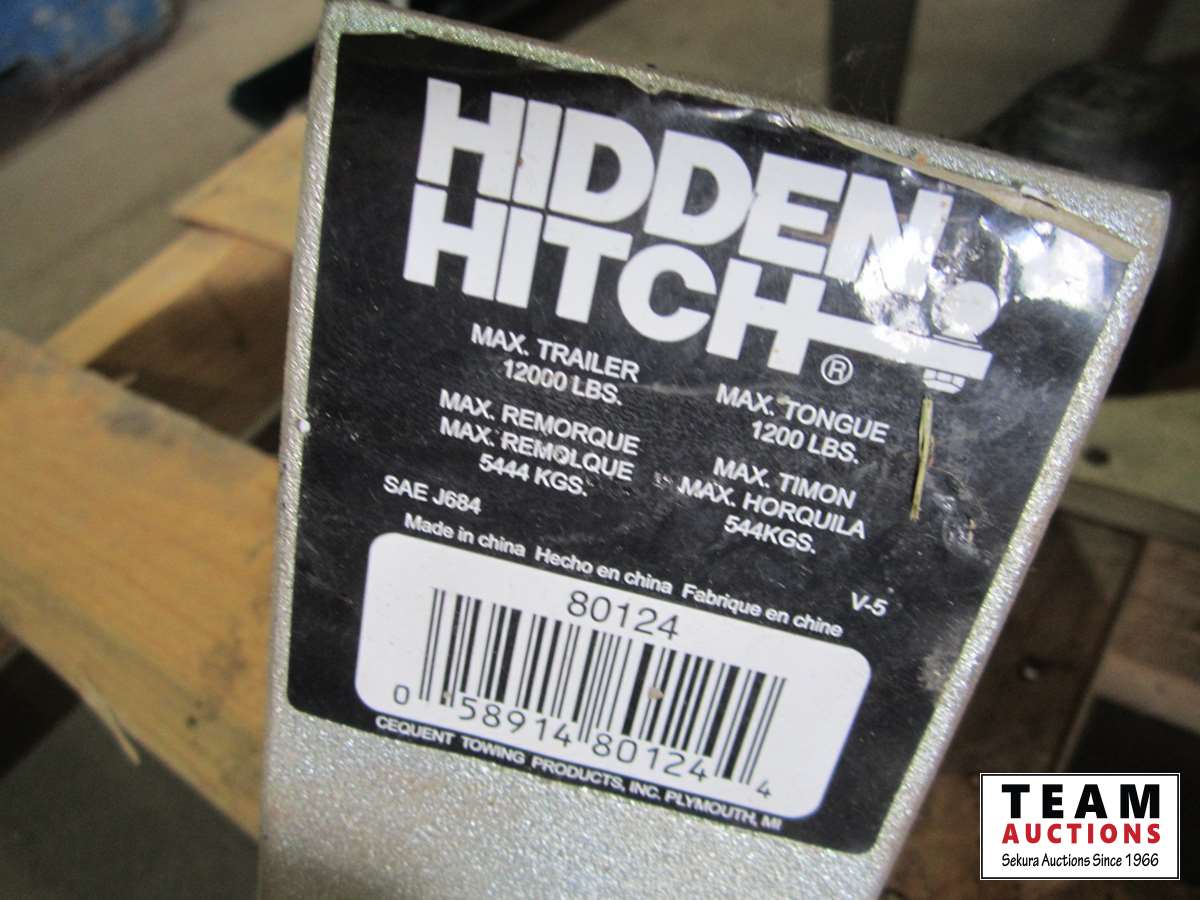 HIDDEN
HITCH®
MAX. TRAILER
12000 LBS.
MAX. REMORQUE
MAX. REMOLQUE
5444 KGS.
MAX. TONGUE
1200 LBS.
MAX. TIMON
MAX. HORQUILA
544KGS.
SAE J684
V-5
Made in china Hecho en china Fabrique en chine
80124
0 58914 80124 4
CEQUENT TOWING PRODUCTS, INC. PLYMOUTH, MI
TEAM
AUCTIONS
Sekura Auctions Since 1966